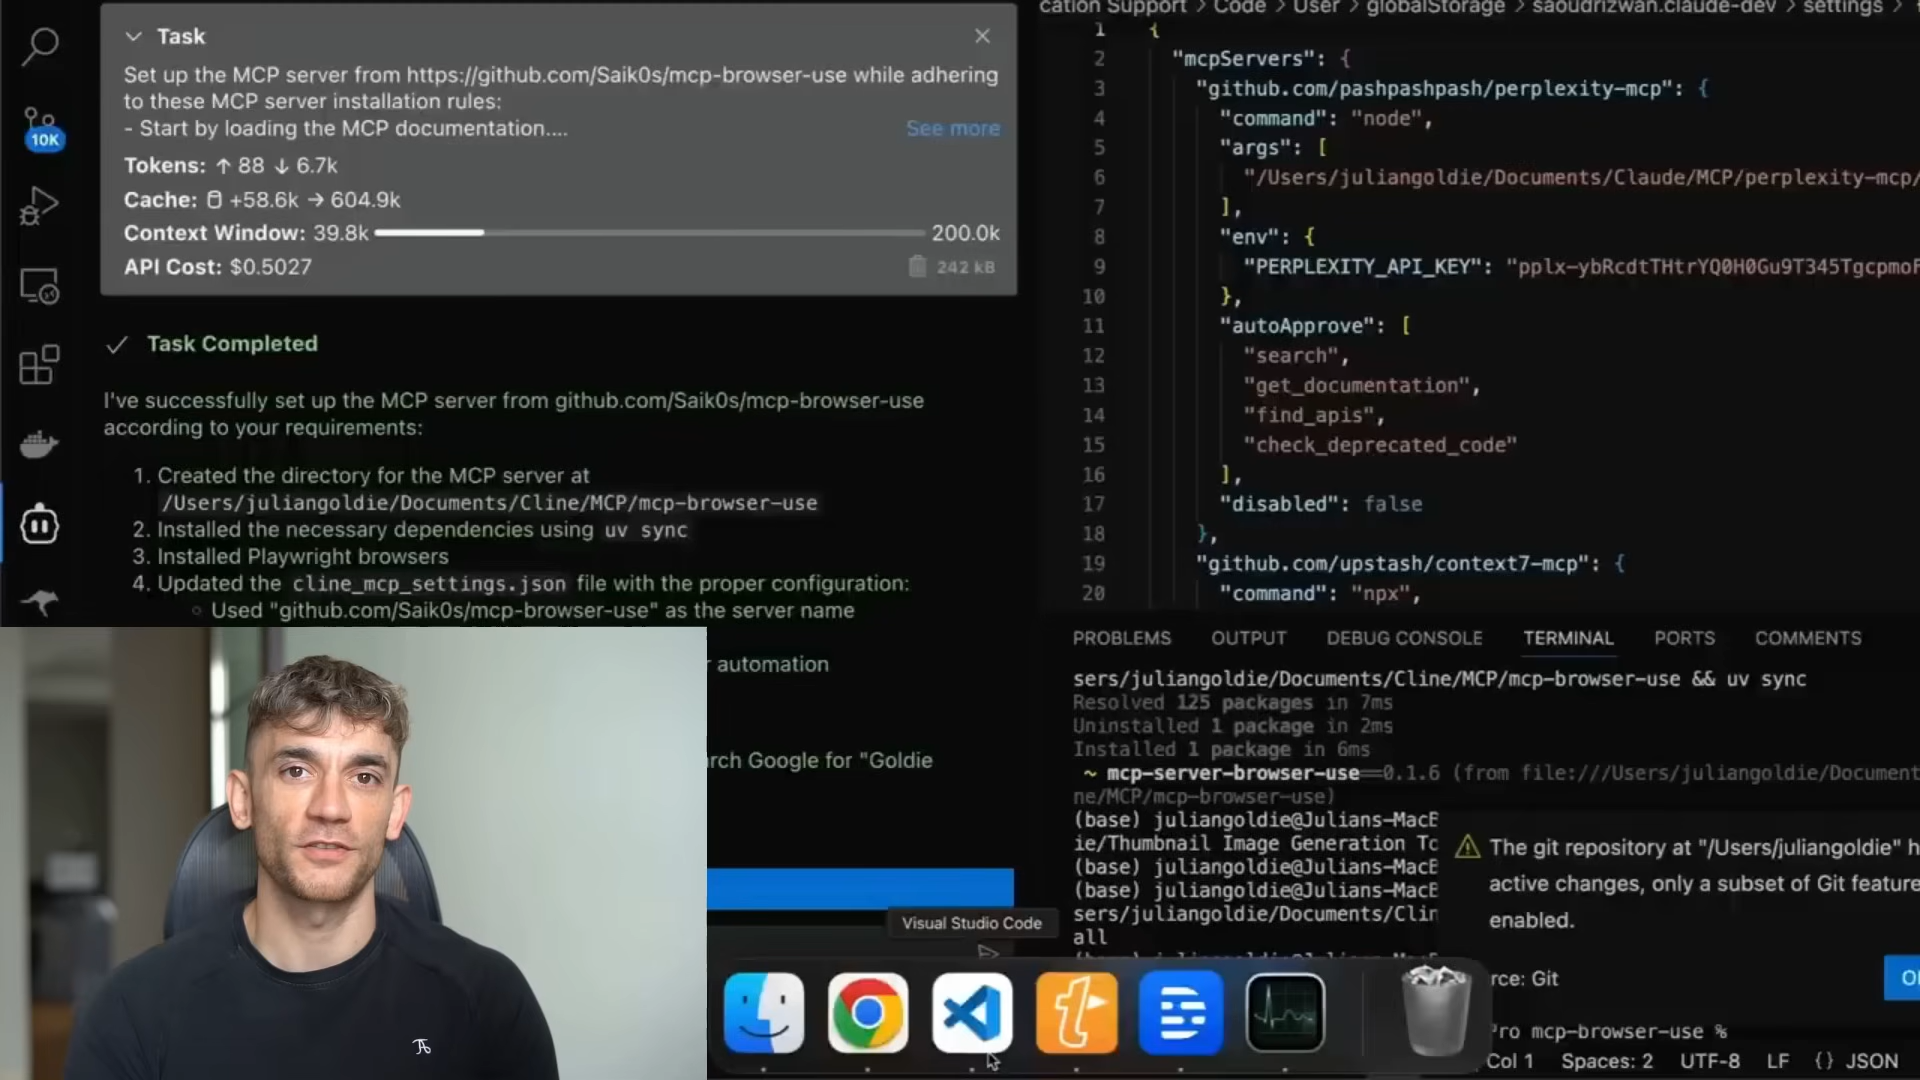 Task
Set up the MCP server from https://github.com/Saik0s/mcp-browser-use while adhering
to these MCP server installation rules:
- Start by loading the MCP documentation....
See more
Tokens: ↑ 88 ↓ 6.7k
Cache: +58.6k → 604.9k
Context Window: 39.8k 200.0k
API Cost: $0.5027
242 kB
10K
Task Completed
I've successfully set up the MCP server from github.com/Saik0s/mcp-browser-use
according to your requirements:
1. Created the directory for the MCP server at
/Users/juliangoldie/Documents/Cline/MCP/mcp-browser-use
2. Installed the necessary dependencies using uv sync
3. Installed Playwright browsers
4. Updated the cline_mcp_settings.json file with the proper configuration:
Used "github.com/Saik0s/mcp-browser-use" as the server name
automation
rch Google for "Goldie
Visual Studio Code
cation Support > Code > User > globalStorage > saoudrizwan.claude-dev > settings >
1 {
2 "mcpServers": {
3 "github.com/pashpashpash/perplexity-mcp": {
4 "command": "node",
5 "args": [
6 "/Users/juliangoldie/Documents/Claude/MCP/perplexity-mcp/
7 ],
8 "env": {
9 "PERPLEXITY_API_KEY": "pplx-ybRcdtTHtrYQ0H0Gu9T345TgcpmoF
10 },
11 "autoApprove": [
12 "search",
13 "get_documentation",
14 "find_apis",
15 "check_deprecated_code"
16 ],
17 "disabled": false
18 },
19 "github.com/upstash/context7-mcp": {
20 "command": "npx",
PROBLEMS OUTPUT DEBUG CONSOLE TERMINAL PORTS COMMENTS
sers/juliangoldie/Documents/Cline/MCP/mcp-browser-use && uv sync
Resolved 125 packages in 7ms
Uninstalled 1 package in 2ms
Installed 1 package in 6ms
~ mcp-server-browser-use==0.1.6 (from file:///Users/juliangoldie/Document
ne/MCP/mcp-browser-use)
(base) juliangoldie@Julians-MacB
ie/Thumbnail Image Generation To
(base) juliangoldie@Julians-MacB
(base) juliangoldie@Julians-MacB
sers/juliangoldie/Documents/Clin
all
The git repository at "/Users/juliangoldie" h
active changes, only a subset of Git feature
enabled.
rce: Git
ro mcp-browser-use %
Col 1 Spaces: 2 UTF-8 LF {} JSON